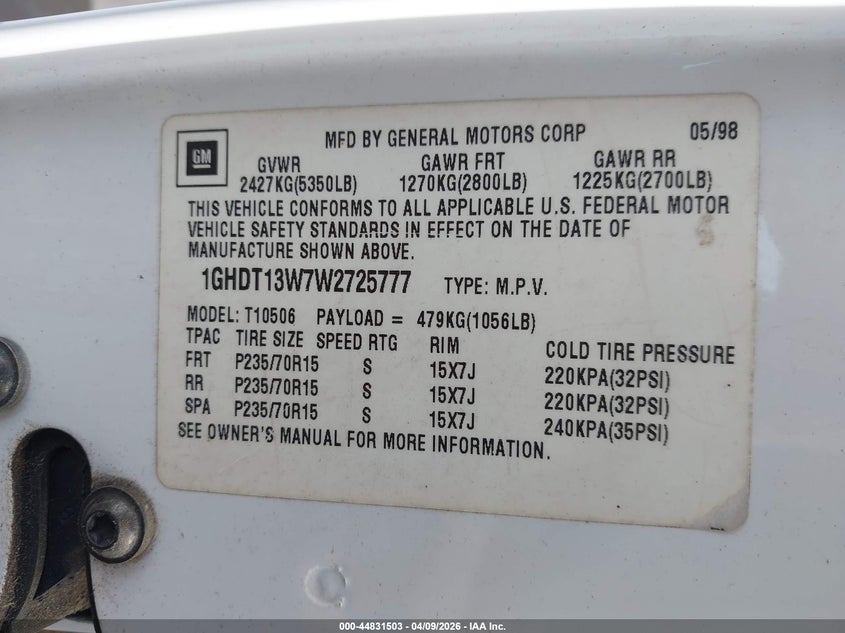 MFD BY GENERAL MOTORS CORP 05/98
GM
GVWR GAWR FRT GAWR RR
2427KG(5350LB) 1270KG(2800LB) 1225KG(2700LB)
THIS VEHICLE CONFORMS TO ALL APPLICABLE U.S. FEDERAL MOTOR
VEHICLE SAFETY STANDARDS IN EFFECT ON THE DATE OF
MANUFACTURE SHOWN ABOVE.
1GHDT13W7W2725777 TYPE: M.P.V.
MODEL: T10506 PAYLOAD = 479KG(1056LB)
TPAC TIRE SIZE SPEED RTG RIM COLD TIRE PRESSURE
FRT P235/70R15 S 15X7J 220KPA(32PSI)
RR P235/70R15 S 15X7J 220KPA(32PSI)
SPA P235/70R15 S 15X7J 240KPA(35PSI)
SEE OWNER'S MANUAL FOR MORE INFORMATION.
000-44831503 - 04/09/2026 - IAA Inc.